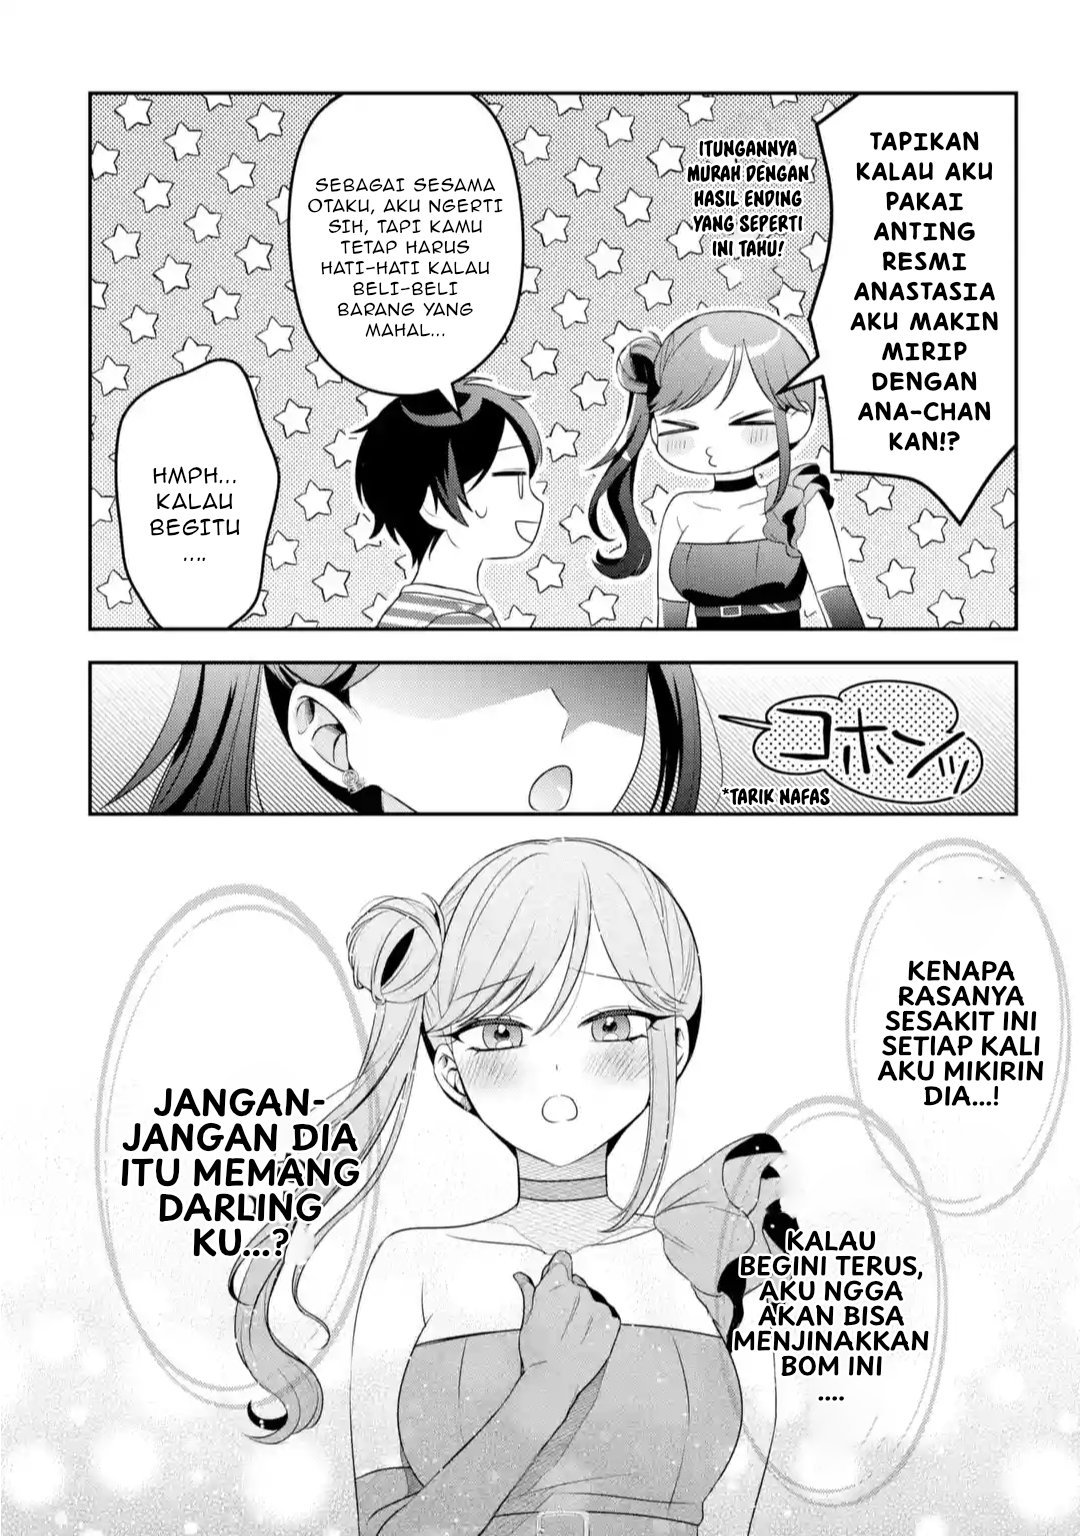 TAPIKAN
KALAU AKU
PAKAI
ANTING
RESMI
ANASTASIA
AKU MAKIN
MIRIP
DENGAN
ANA-CHAN
KAN!?
ITUNGANNYA
MURAH DENGAN
HASIL ENDING
YANG SEPERTI
INI TAHU!
SEBAGAI SESAMA
OTAKU, AKU NGERTI
SIH, TAPI KAMU
TETAP HARUS
HATI-HATI KALAU
BELI-BELI
BARANG YANG
MAHAL...
HMPH...
KALAU
BEGITU
....
コホンッ
*TARIK NAFAS
KENAPA
RASANYA
SESAKIT INI
SETIAP KALI
AKU MIKIRIN
DIA...!
KALAU
BEGINI TERUS,
AKU NGGA
AKAN BISA
MENJINAKKAN
BOM INI
....
JANGAN-
JANGAN DIA
ITU MEMANG
DARLING
KU...?